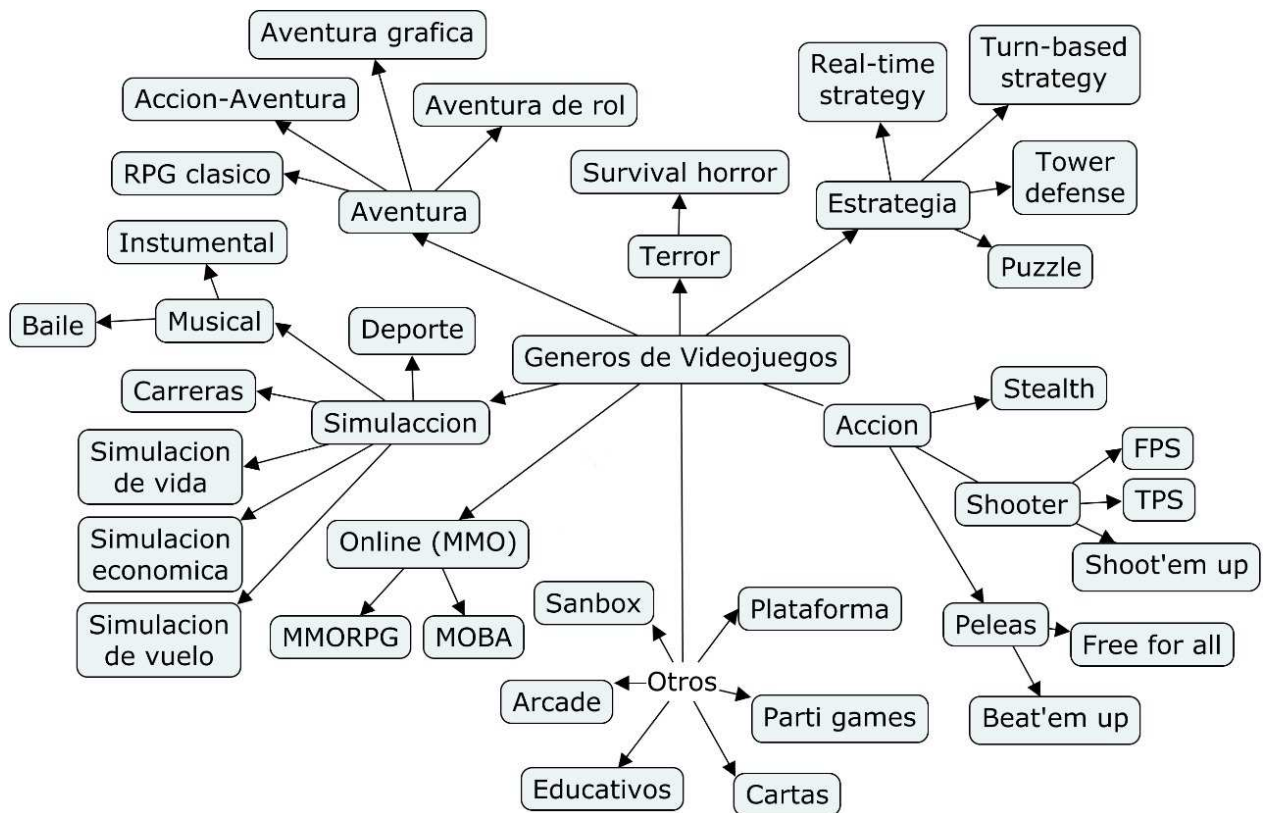 Aventura grafica
Accion-Aventura
Aventura de rol
RPG clasico
Aventura
Real-time
strategy
Turn-based
strategy
Tower
defense
Survival horror
Estrategia
Terror
Puzzle
Instumental
Baile
Musical
Deporte
Generos de Videojuegos
Carreras
Simulaccion
Simulacion
de vida
Simulacion
economica
Simulacion
de vuelo
Online (MMO)
MMORPG
MOBA
Accion
Stealth
Shooter
FPS
TPS
Shoot'em up
Peleas
Free for all
Beat'em up
Otros
Sanbox
Plataforma
Arcade
Parti games
Educativos
Cartas